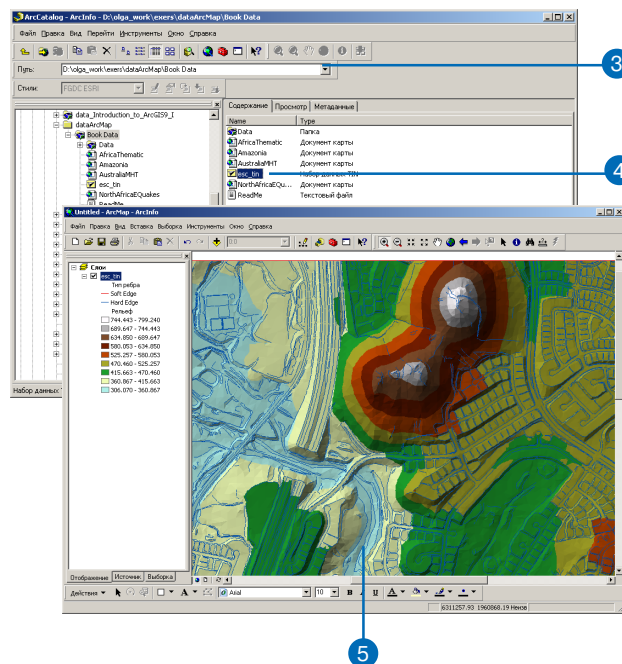 ArcCatalog - ArcInfo - D:\olga_work\exers\dataArcMap\Book Data
Файл Правка Вид Перейти Инструменты Окно Справка
Путь: D:\olga_work\exers\dataArcMap\Book Data
3
Стили: FGDC ESRI
data_Introduction_to_ArcGIS9_I
dataArcMap
Book Data
Data
AfricaThematic
Amazonia
AustraliaMHT
esc_tin
NorthAfricaEQuakes
ReadMe
Содержание Просмотр Метаданные
Name Type
Data Папка
AfricaThematic Документ карты
Amazonia Документ карты
AustraliaMHT Документ карты
esc_tin Набор данных TIN
4
NorthAfricaEQu... Документ карты
ReadMe Текстовый файл
Набор данных
Untitled - ArcMap - ArcInfo
Файл Правка Вид Вставка Выборка Инструменты Окно Справка
0.0
Слои
esc_tin
Тип ребра
Soft Edge
Hard Edge
Рельеф
744.443 - 799.240
689.647 - 744.443
634.850 - 689.647
580.053 - 634.850
525.257 - 580.053
470.460 - 525.257
415.663 - 470.460
360.867 - 415.663
306.070 - 360.867
Отображение Источник Выборка
Действия A Arial 10 B I U A
6311257.93 1960868.19 Неизв
5